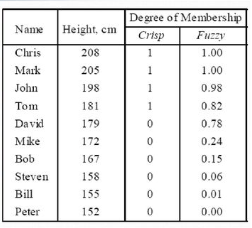 Name Height, cm Degree of Membership
Crisp Fuzzy
Chris 208 1 1.00
Mark 205 1 1.00
John 198 1 0.98
Tom 181 1 0.82
David 179 0 0.78
Mike 172 0 0.24
Bob 167 0 0.15
Steven 158 0 0.06
Bill 155 0 0.01
Peter 152 0 0.00